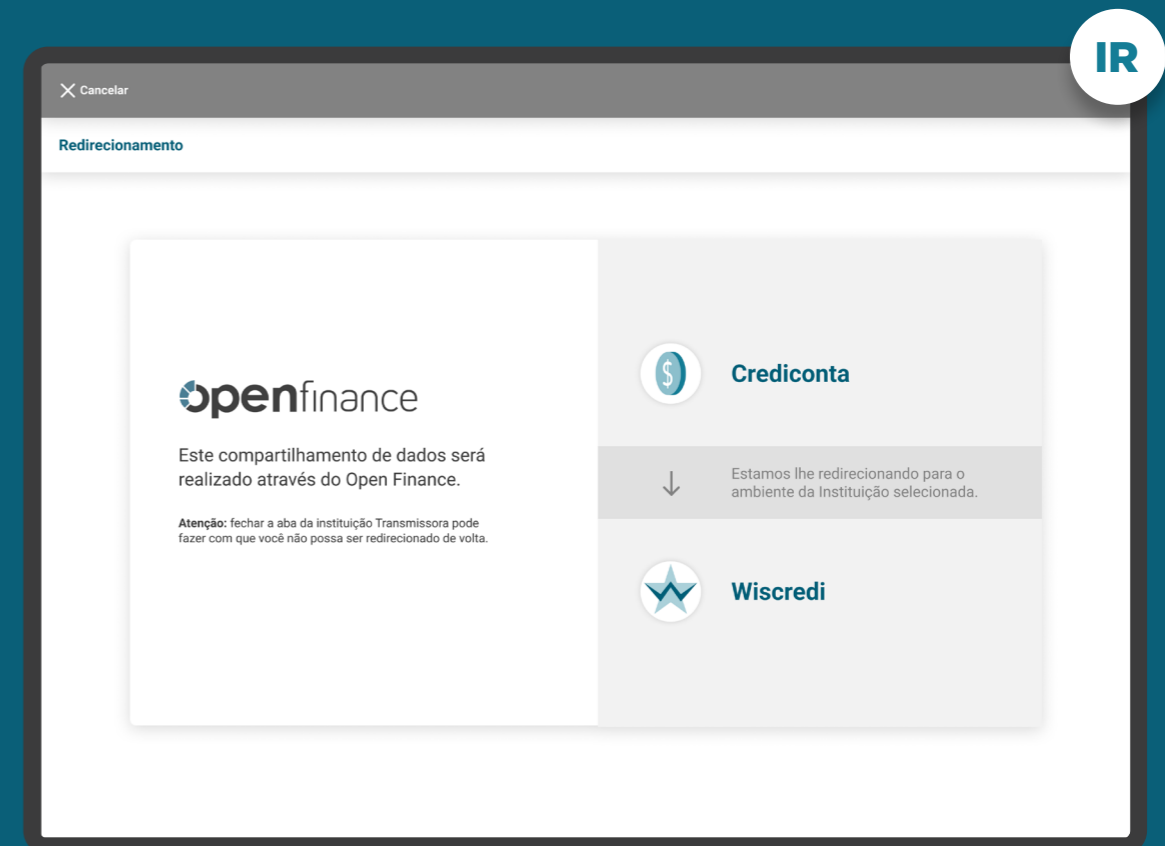 IR
Cancelar
Redirecionamento
openfinance
Este compartilhamento de dados será
realizado através do Open Finance.
Atenção: fechar a aba da instituição Transmissora pode
fazer com que você não possa ser redirecionado de volta.
$
Crediconta
Estamos lhe redirecionando para o
ambiente da Instituição selecionada.
Wiscredi